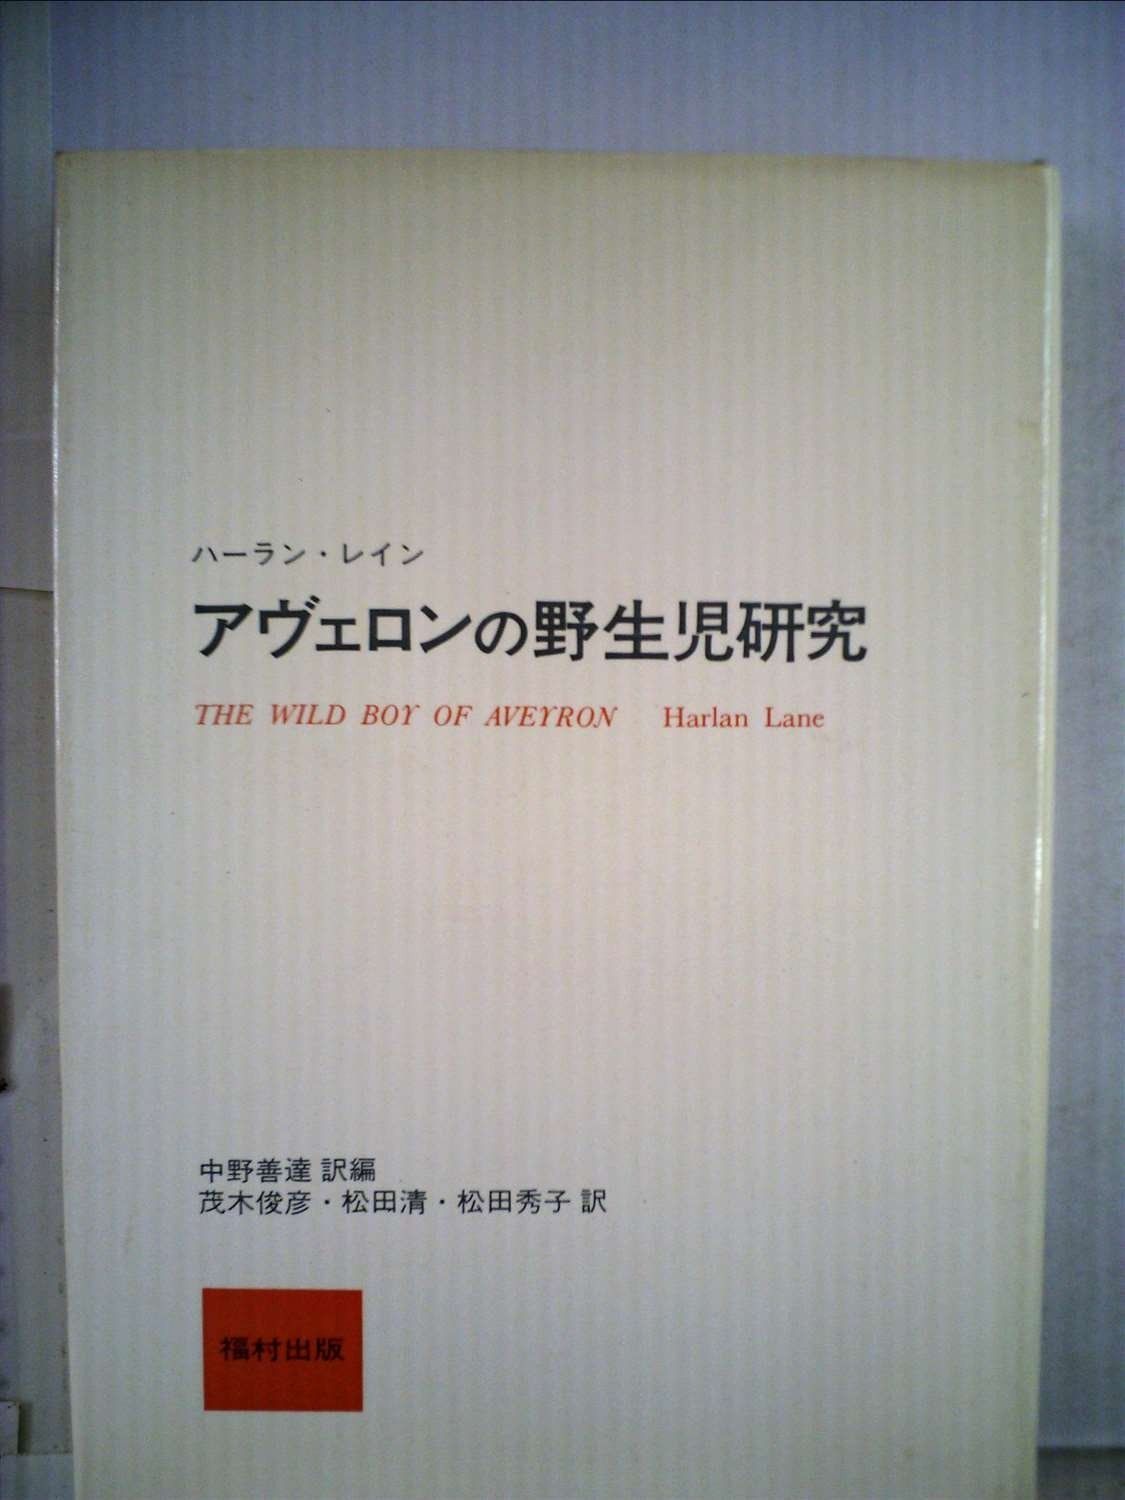 ハーラン・レイン
アヴェロンの野生児研究
THE WILD BOY OF AVEYRON Harlan Lane
中野善達 訳編
茂木俊彦・松田清・松田秀子 訳
福村出版